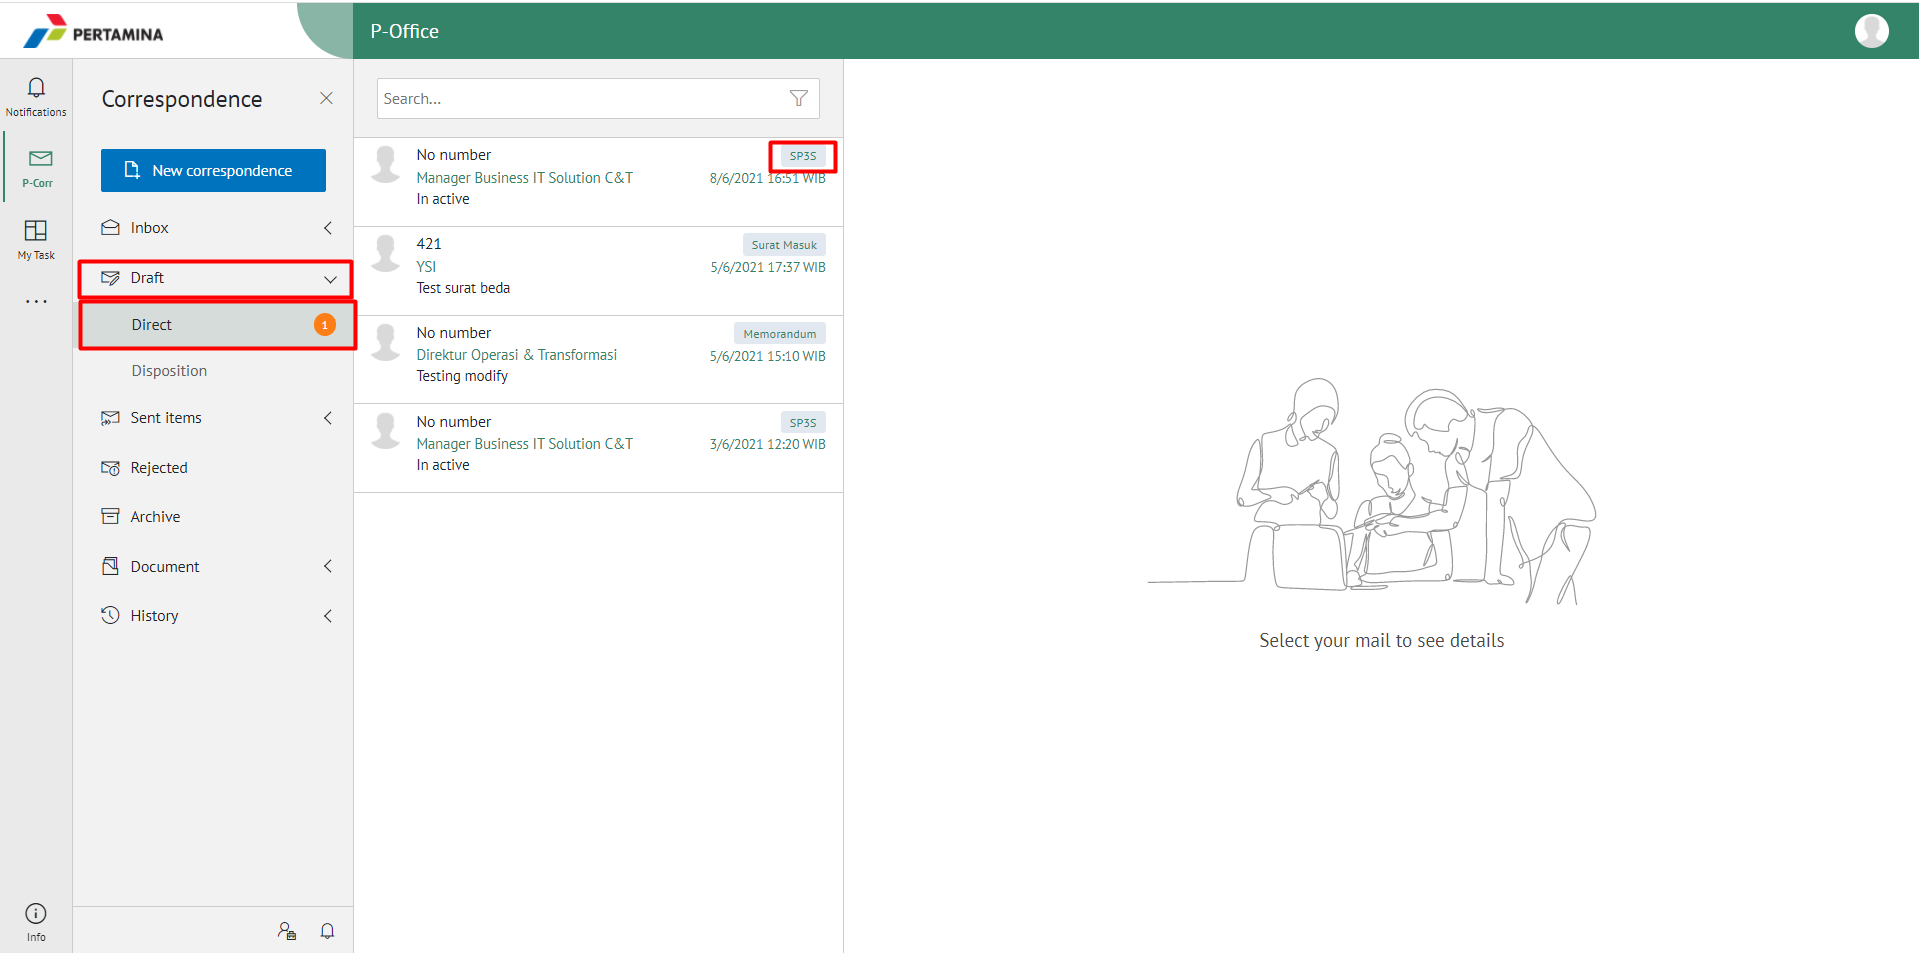 PERTAMINA
P-Office
Notifications
P-Corr
My Task
Info
Correspondence
New correspondence
Inbox
Draft
Direct 1
Disposition
Sent items
Rejected
Archive
Document
History
Search...
No number SP3S
Manager Business IT Solution C&T 8/6/2021 16:51 WIB
In active
421 Surat Masuk
YSI 5/6/2021 17:37 WIB
Test surat beda
No number Memorandum
Direktur Operasi & Transformasi 5/6/2021 15:10 WIB
Testing modify
No number SP3S
Manager Business IT Solution C&T 3/6/2021 12:20 WIB
In active
Select your mail to see details